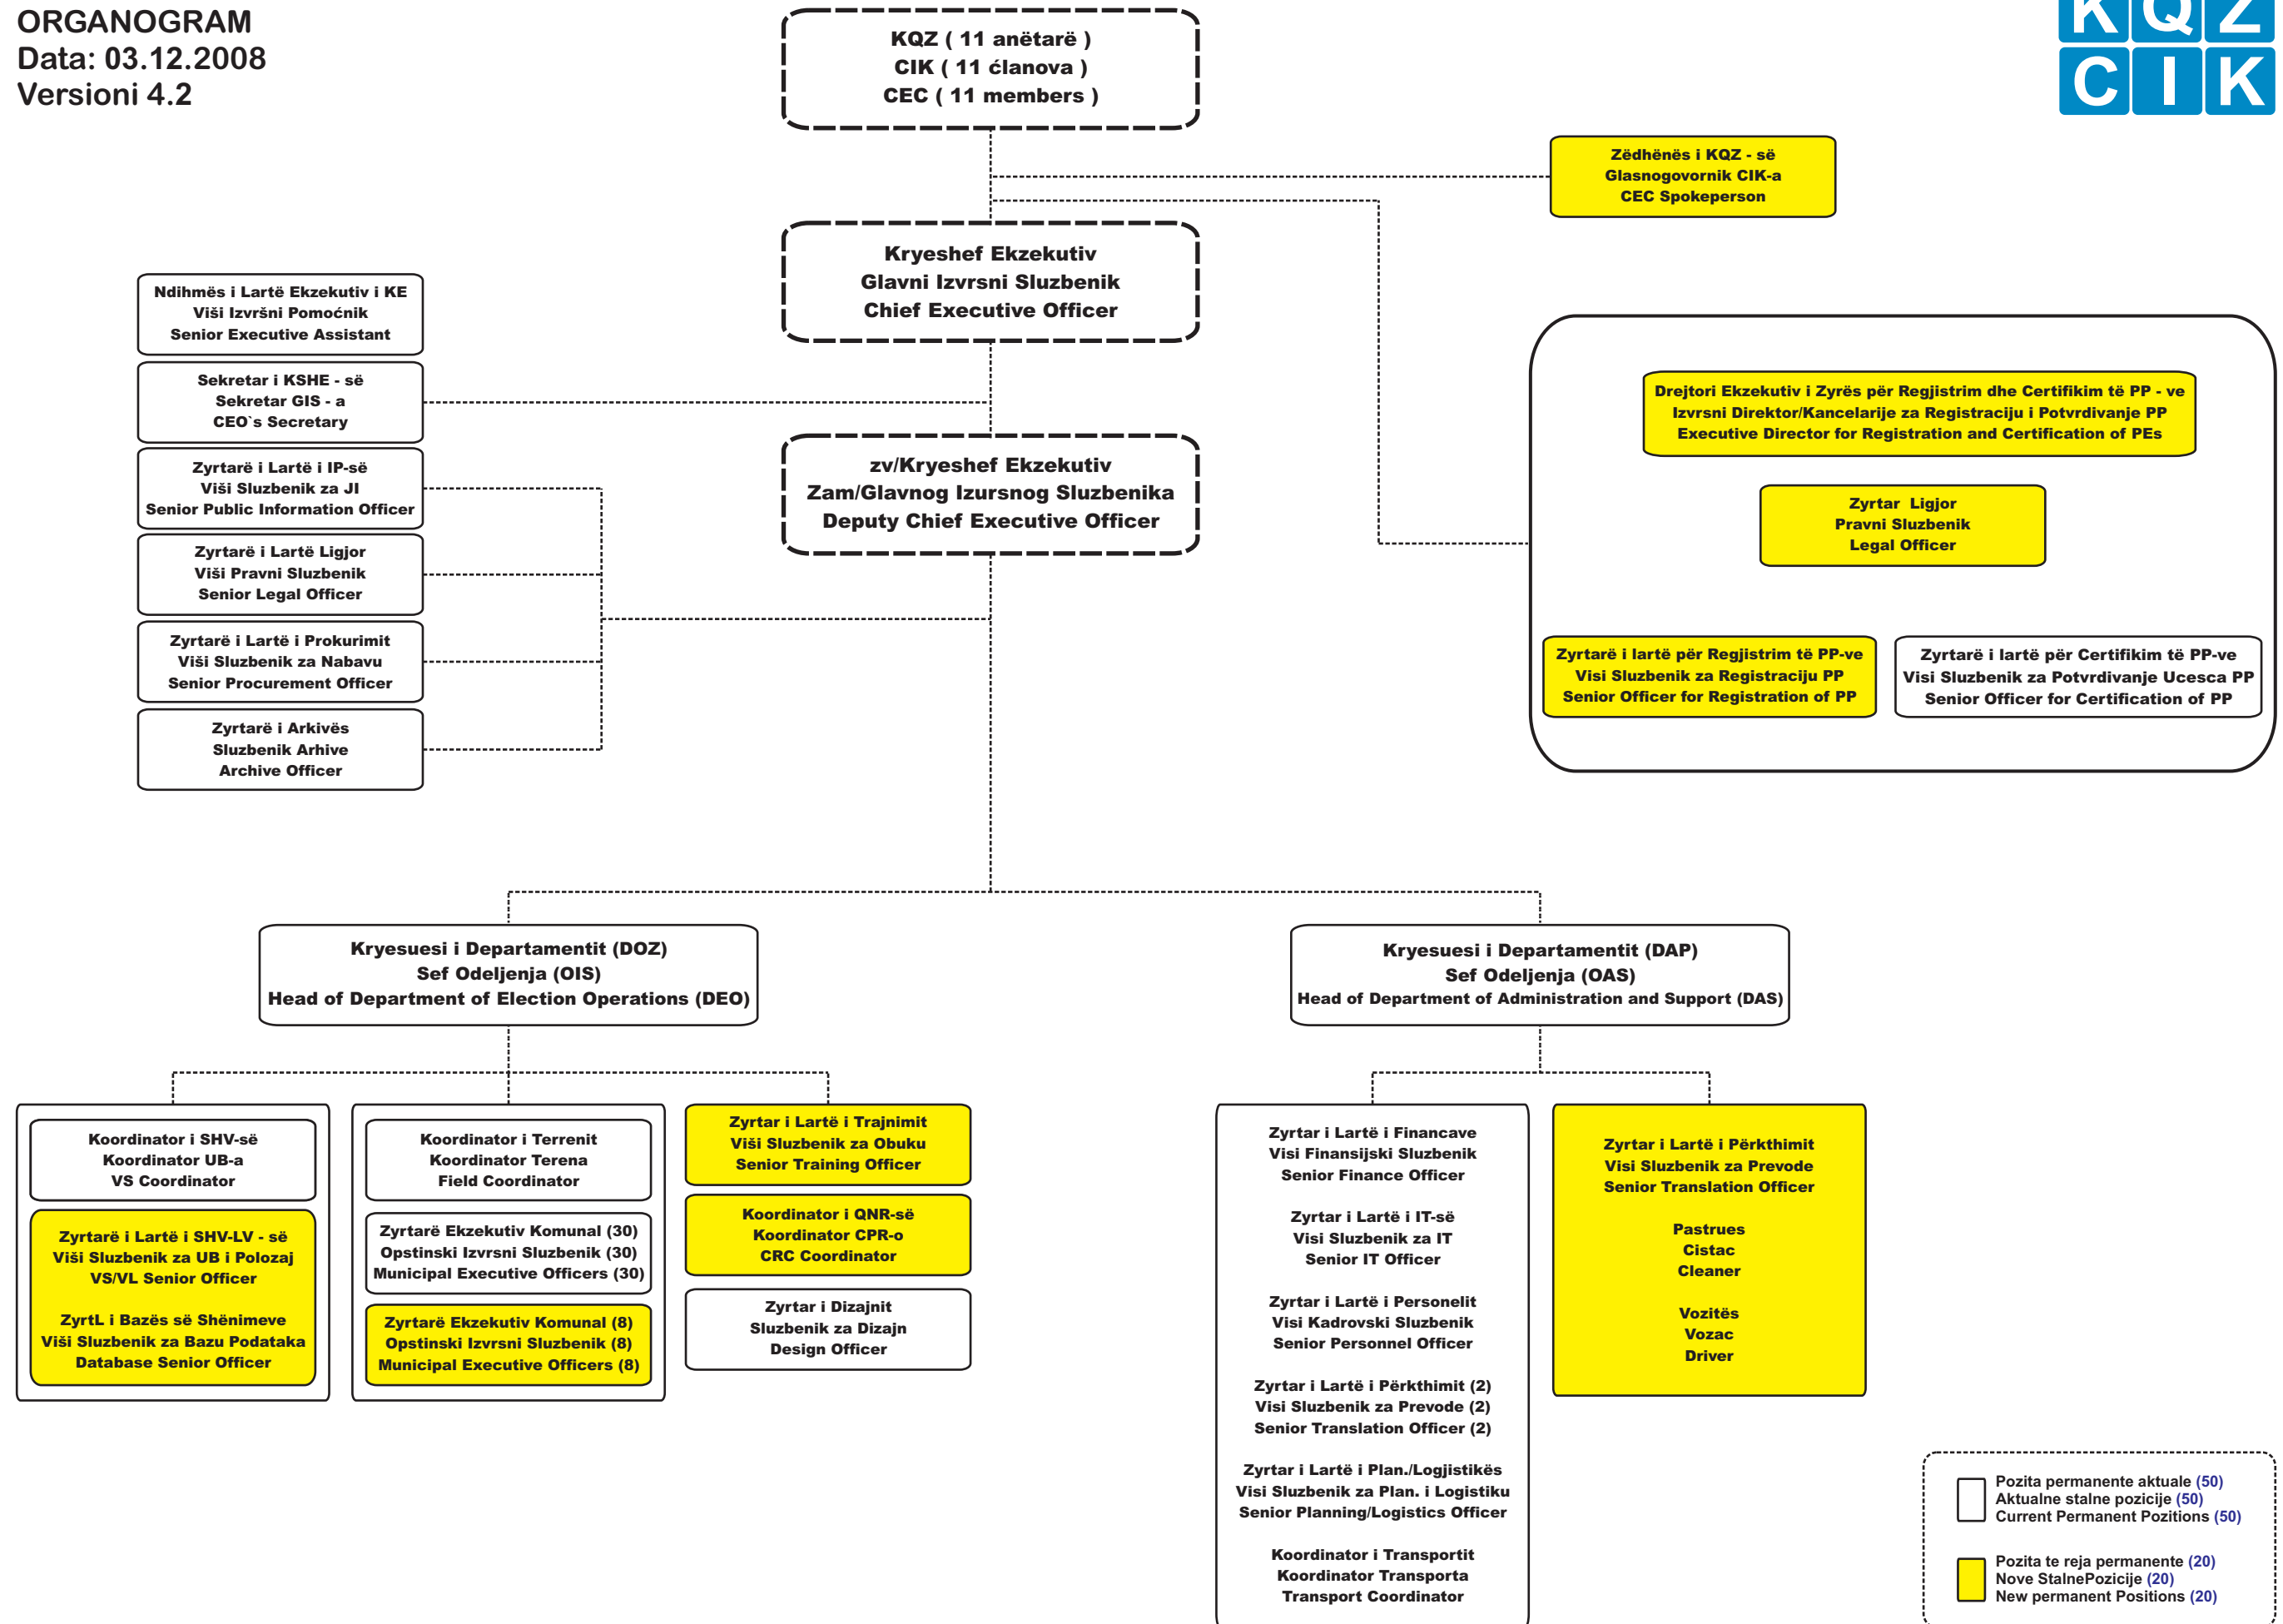 ORGANOGRAM
Data: 03.12.2008
Versioni 4.2
KQZ ( 11 anëtarë )
CIK ( 11 ćlanova )
CEC ( 11 members )
KQZ
CIK
Zëdhënës i KQZ - së
Glasnogovornik CIK-a
CEC Spokeperson
Kryeshef Ekzekutiv
Glavni Izvrsni Sluzbenik
Chief Executive Officer
Ndihmës i Lartë Ekzekutiv i KE
Viši Izvršni Pomoćnik
Senior Executive Assistant
Sekretar i KSHE - së
Sekretar GIS - a
CEO`s Secretary
Zyrtarë i Lartë i IP-së
Viši Sluzbenik za JI
Senior Public Information Officer
Zyrtarë i Lartë Ligjor
Viši Pravni Sluzbenik
Senior Legal Officer
Zyrtarë i Lartë i Prokurimit
Viši Sluzbenik za Nabavu
Senior Procurement Officer
Zyrtarë i Arkivës
Sluzbenik Arhive
Archive Officer
zv/Kryeshef Ekzekutiv
Zam/Glavnog Izursnog Sluzbenika
Deputy Chief Executive Officer
Drejtori Ekzekutiv i Zyrës për Regjistrim dhe Certifikim të PP - ve
Izvrsni Direktor/Kancelarije za Registraciju i Potvrdivanje PP
Executive Director for Registration and Certification of PEs
Zyrtar Ligjor
Pravni Sluzbenik
Legal Officer
Zyrtarë i lartë për Regjistrim të PP-ve
Visi Sluzbenik za Registraciju PP
Senior Officer for Registration of PP
Zyrtarë i lartë për Certifikim të PP-ve
Visi Sluzbenik za Potvrdivanje Ucesca PP
Senior Officer for Certification of PP
Kryesuesi i Departamentit (DOZ)
Sef Odeljenja (OIS)
Head of Department of Election Operations (DEO)
Kryesuesi i Departamentit (DAP)
Sef Odeljenja (OAS)
Head of Department of Administration and Support (DAS)
Koordinator i SHV-së
Koordinator UB-a
VS Coordinator
Zyrtarë i Lartë i SHV-LV - së
Viši Sluzbenik za UB i Polozaj
VS/VL Senior Officer
ZyrtL i Bazës së Shënimeve
Viši Sluzbenik za Bazu Podataka
Database Senior Officer
Koordinator i Terrenit
Koordinator Terena
Field Coordinator
Zyrtarë Ekzekutiv Komunal (30)
Opstinski Izvrsni Sluzbenik (30)
Municipal Executive Officers (30)
Zyrtarë Ekzekutiv Komunal (8)
Opstinski Izvrsni Sluzbenik (8)
Municipal Executive Officers (8)
Zyrtar i Lartë i Trajnimit
Viši Sluzbenik za Obuku
Senior Training Officer
Koordinator i QNR-së
Koordinator CPR-o
CRC Coordinator
Zyrtar i Dizajnit
Sluzbenik za Dizajn
Design Officer
Zyrtar i Lartë i Financave
Visi Finansijski Sluzbenik
Senior Finance Officer
Zyrtar i Lartë i IT-së
Visi Sluzbenik za IT
Senior IT Officer
Zyrtar i Lartë i Personelit
Visi Kadrovski Sluzbenik
Senior Personnel Officer
Zyrtar i Lartë i Përkthimit (2)
Visi Sluzbenik za Prevode (2)
Senior Translation Officer (2)
Zyrtar i Lartë i Plan./Logjistikës
Visi Sluzbenik za Plan. i Logistiku
Senior Planning/Logistics Officer
Koordinator i Transportit
Koordinator Transporta
Transport Coordinator
Zyrtar i Lartë i Përkthimit
Visi Sluzbenik za Prevode
Senior Translation Officer
Pastrues
Cistac
Cleaner
Vozitës
Vozac
Driver
Pozita permanente aktuale (50)
Aktualne stalne pozicije (50)
Current Permanent Pozitions (50)
Pozita te reja permanente (20)
Nove StalnePozicije (20)
New permanent Positions (20)